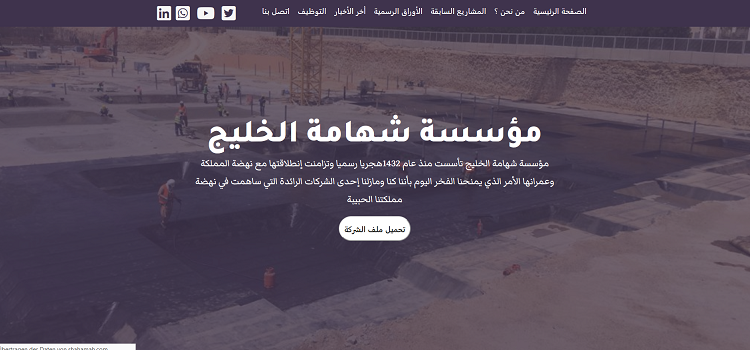 الصفحة الرئيسية من نحن ؟ المشاريع السابقة الأوراق الرسمية أخر الأخبار التوظيف اتصل بنا
مؤسسة شهامة الخليج
مؤسسة شهامة الخليج تأسست منذ عام 1432هجريا رسميا وتزامنت إنطلاقتها مع نهضة المملكة
وعمرانها الأمر الذي يمنحنا الفخر اليوم بأننا كنا ومازلنا إحدى الشركات الرائدة التي ساهمت في نهضة
مملكتنا الحبيبة
تحميل ملف الشركة